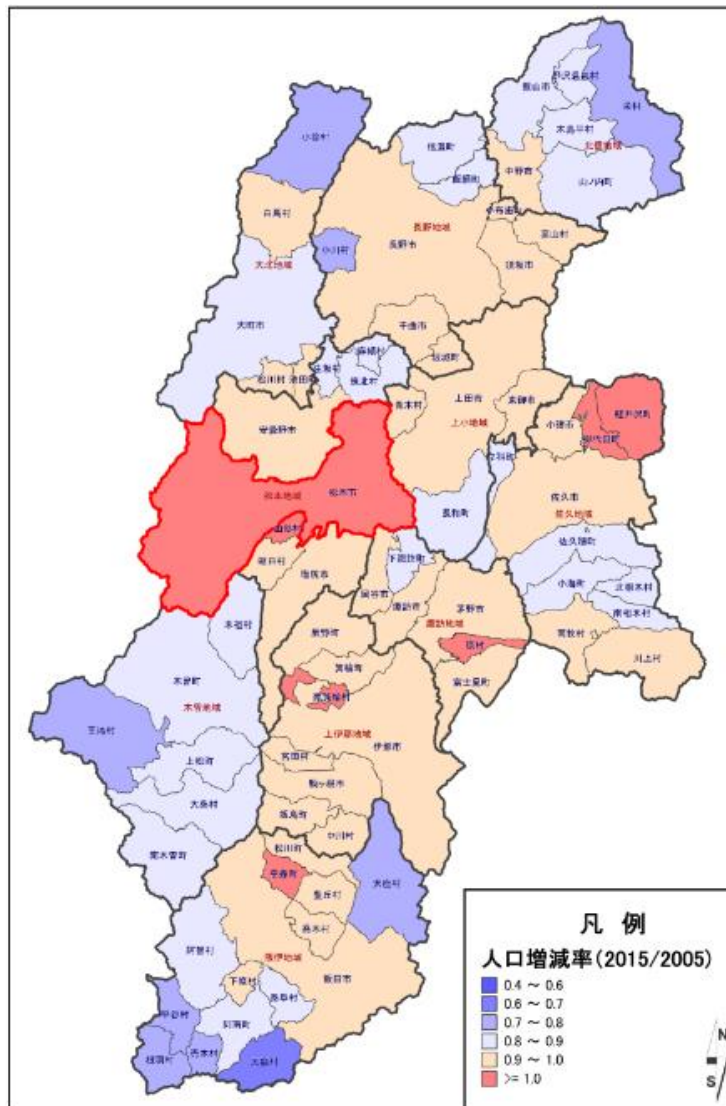 栄村
飯山市
木島平村
北信地域
小谷村
信濃町
飯綱町
中野市
山ノ内町
白馬村
小布施町
高山村
長野地域
小川村
長野市
須坂市
大北地域
大町市
千曲市
坂城町
麻績村
生坂村
筑北村
松川村
池田町
上田市
青木村
東御市
上小地域
小諸市
軽井沢町
御代田町
安曇野市
松本地域
松本市
立科町
長和町
佐久市
佐久地域
山形村
朝日村
塩尻市
下諏訪町
岡谷市
諏訪市
茅野市
諏訪地域
佐久穂町
小海町
北相木村
南相木村
南牧村
川上村
木祖村
辰野町
原村
富士見町
箕輪町
南箕輪村
木曽町
木曽地域
王滝村
上伊那地域
伊那市
上松町
宮田村
駒ヶ根市
大桑村
飯島町
中川村
南木曽町
松川町
大鹿村
豊丘村
喬木村
阿智村
飯伊地域
飯田市
下條村
泰阜村
平谷村
阿南町
根羽村
売木村
天龍村
凡 例
人口増減率(2015/2005)
0.4 ～ 0.6
0.6 ～ 0.7
0.7 ～ 0.8
0.8 ～ 0.9
0.9 ～ 1.0
>= 1.0
N
S